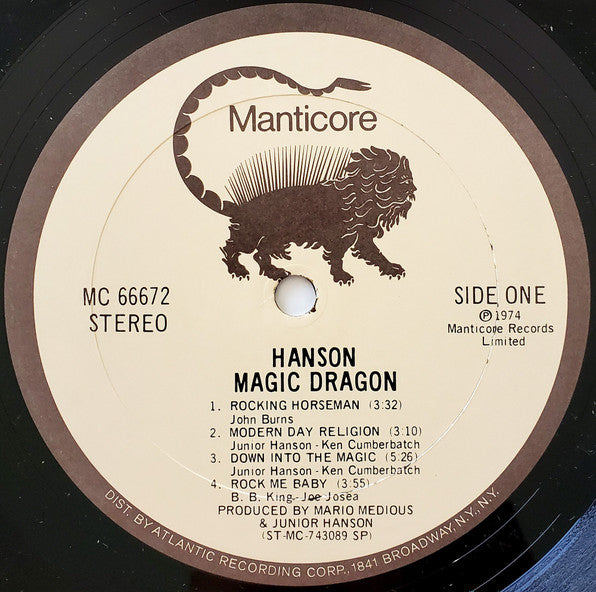 Manticore
MC 66672
STEREO
SIDE ONE
Ⓟ 1974
Manticore Records
Limited
HANSON
MAGIC DRAGON
1. ROCKING HORSEMAN (3:32)
John Burns
2. MODERN DAY RELIGION (3:10)
Junior Hanson - Ken Cumberbatch
3. DOWN INTO THE MAGIC (5:26)
Junior Hanson - Ken Cumberbatch
4. ROCK ME BABY (3:55)
B. B. King - Joe Josea
PRODUCED BY MARIO MEDIOUS
& JUNIOR HANSON
(ST-MC-743089 SP)
DIST. BY ATLANTIC RECORDING CORP., 1841 BROADWAY, N.Y., N.Y.